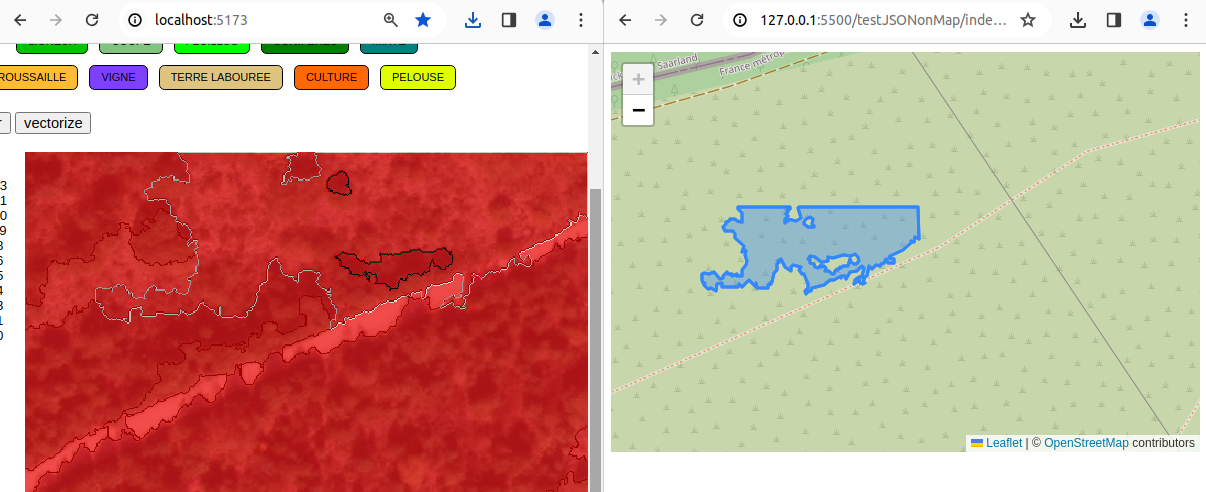 localhost:5173
127.0.0.1:5500/testJSONonMap/inde...
ROUSSAILLE
VIGNE
TERRE LABOUREE
CULTURE
PELOUSE
vectorize
3
1
0
9
8
6
5
4
3
1
0
Saarland
France métrop
+
−
Leaflet | © OpenStreetMap contributors